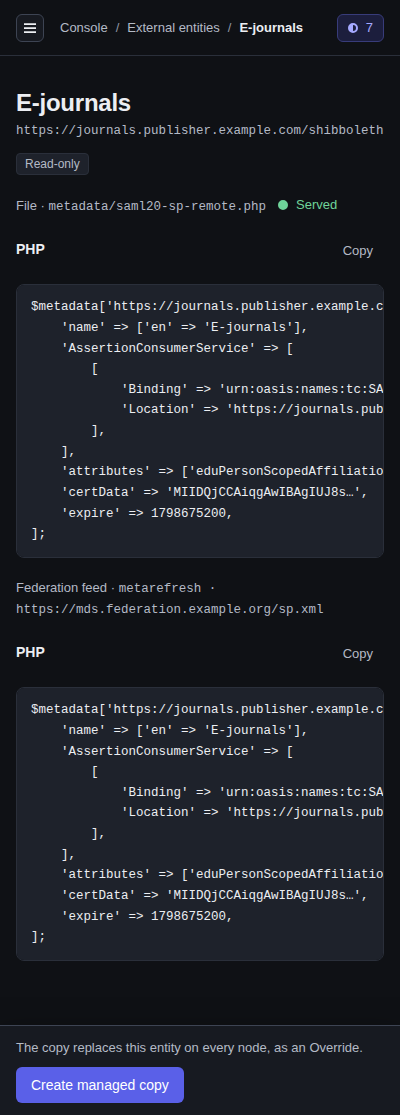 Console / External entities / E-journals 7
E-journals
https://journals.publisher.example.com/shibboleth
Read-only
File · metadata/saml20-sp-remote.php Served
PHP Copy
$metadata['https://journals.publisher.example.c
'name' => ['en' => 'E-journals'],
'AssertionConsumerService' => [
[
'Binding' => 'urn:oasis:names:tc:SA
'Location' => 'https://journals.pub
],
],
'attributes' => ['eduPersonScopedAffiliatio
'certData' => 'MIIDQjCCAiqgAwIBAgIUJ8s…',
'expire' => 1798675200,
];
Federation feed · metarefresh ·
https://mds.federation.example.org/sp.xml
PHP Copy
$metadata['https://journals.publisher.example.c
'name' => ['en' => 'E-journals'],
'AssertionConsumerService' => [
[
'Binding' => 'urn:oasis:names:tc:SA
'Location' => 'https://journals.pub
],
],
'attributes' => ['eduPersonScopedAffiliatio
'certData' => 'MIIDQjCCAiqgAwIBAgIUJ8s…',
'expire' => 1798675200,
];
The copy replaces this entity on every node, as an Override.
Create managed copy